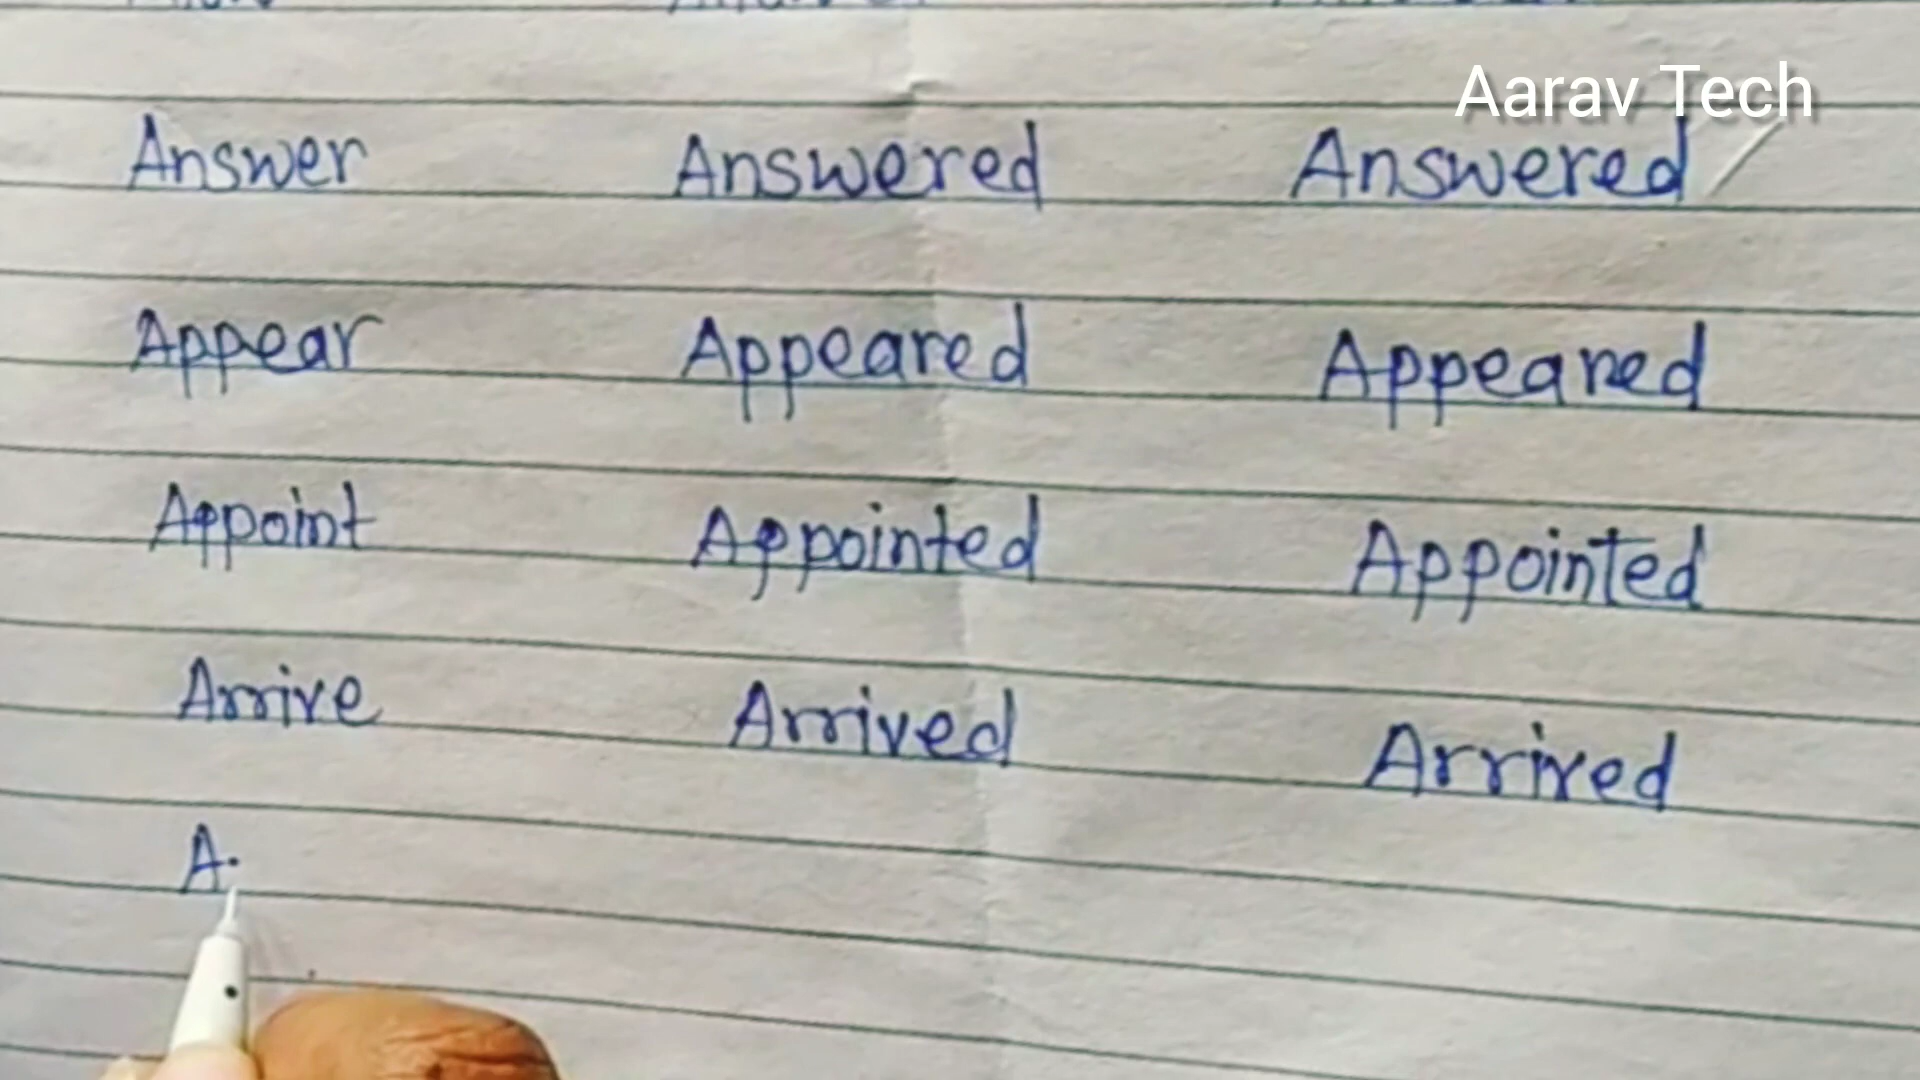 Aarav Tech
Answer Answered Answered
Appear Appeared Appeared
Appoint Appointed Appointed
Arrive Arrived Arrived
A